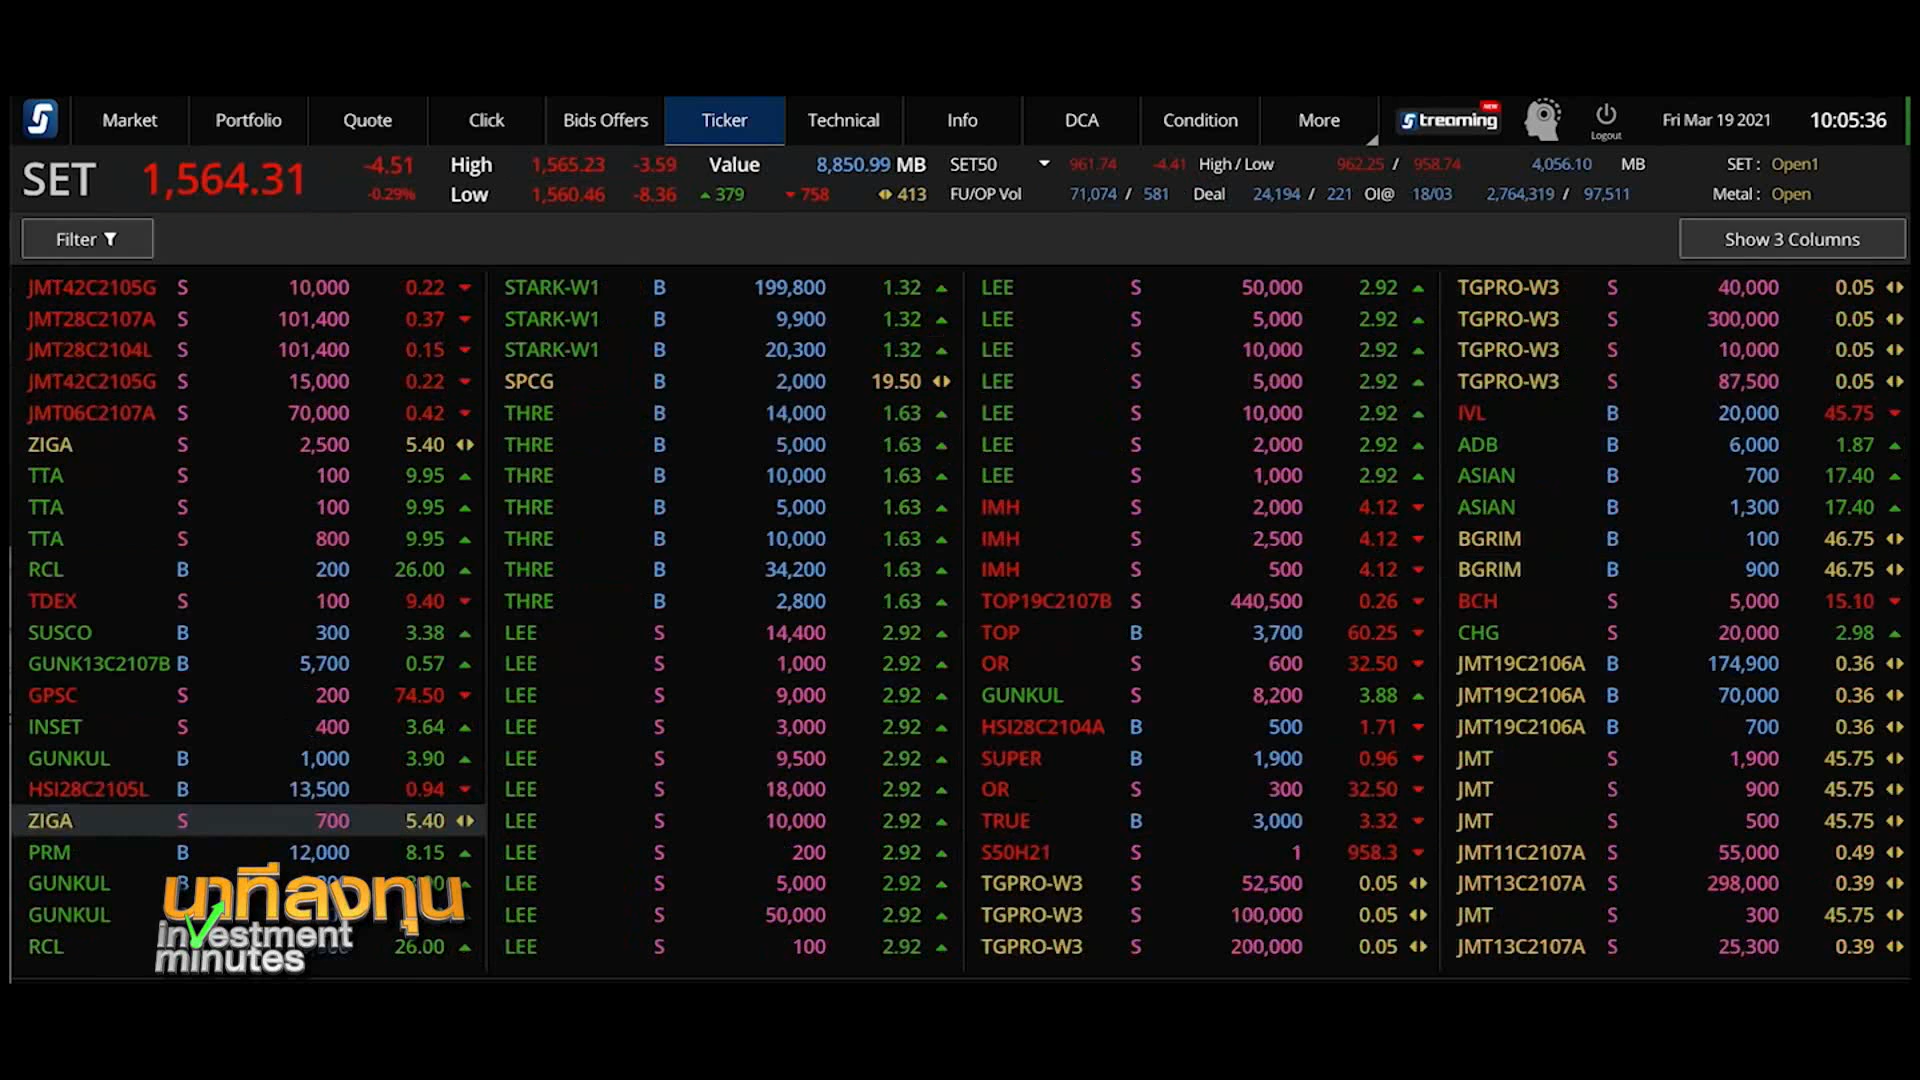 Market Portfolio Quote Click Bids Offers Ticker Technical Info DCA Condition More Streaming NEW Logout Fri Mar 19 2021 10:05:36
SET 1,564.31 -4.51 High 1,565.23 -3.59 Value 8,850.99 MB SET50 961.74 -4.41 High / Low 962.25 / 958.74 4,056.10 MB SET : Open1
-0.29% Low 1,560.46 -8.36 379 758 413 FU/OP Vol 71,074 / 581 Deal 24,194 / 221 OI@ 18/03 2,764,319 / 97,511 Metal : Open
Filter Show 3 Columns
JMT42C2105G S 10,000 0.22
JMT28C2107A S 101,400 0.37
JMT28C2104L S 101,400 0.15
JMT42C2105G S 15,000 0.22
JMT06C2107A S 70,000 0.42
ZIGA S 2,500 5.40
TTA S 100 9.95
TTA S 100 9.95
TTA S 800 9.95
RCL B 200 26.00
TDEX S 100 9.40
SUSCO B 300 3.38
GUNK13C2107B B 5,700 0.57
GPSC S 200 74.50
INSET S 400 3.64
GUNKUL B 1,000 3.90
HSI28C2105L B 13,500 0.94
ZIGA S 700 5.40
PRM B 12,000 8.15
GUNKUL
GUNKUL
RCL 26.00
STARK-W1 B 199,800 1.32
STARK-W1 B 9,900 1.32
STARK-W1 B 20,300 1.32
SPCG B 2,000 19.50
THRE B 14,000 1.63
THRE B 5,000 1.63
THRE B 10,000 1.63
THRE B 5,000 1.63
THRE B 10,000 1.63
THRE B 34,200 1.63
THRE B 2,800 1.63
LEE S 14,400 2.92
LEE S 1,000 2.92
LEE S 9,000 2.92
LEE S 3,000 2.92
LEE S 9,500 2.92
LEE S 18,000 2.92
LEE S 10,000 2.92
LEE S 200 2.92
LEE S 5,000 2.92
LEE S 50,000 2.92
LEE S 100 2.92
LEE S 50,000 2.92
LEE S 5,000 2.92
LEE S 10,000 2.92
LEE S 5,000 2.92
LEE S 10,000 2.92
LEE S 2,000 2.92
LEE S 1,000 2.92
IMH S 2,000 4.12
IMH S 2,500 4.12
IMH S 500 4.12
TOP19C2107B S 440,500 0.26
TOP B 3,700 60.25
OR S 600 32.50
GUNKUL S 8,200 3.88
HSI28C2104A B 500 1.71
SUPER B 1,900 0.96
OR S 300 32.50
TRUE B 3,000 3.32
S50H21 S 1 958.3
TGPRO-W3 S 52,500 0.05
TGPRO-W3 S 100,000 0.05
TGPRO-W3 S 200,000 0.05
TGPRO-W3 S 40,000 0.05
TGPRO-W3 S 300,000 0.05
TGPRO-W3 S 10,000 0.05
TGPRO-W3 S 87,500 0.05
IVL B 20,000 45.75
ADB B 6,000 1.87
ASIAN B 700 17.40
ASIAN B 1,300 17.40
BGRIM B 100 46.75
BGRIM B 900 46.75
BCH S 5,000 15.10
CHG S 20,000 2.98
JMT19C2106A B 174,900 0.36
JMT19C2106A B 70,000 0.36
JMT19C2106A B 700 0.36
JMT S 1,900 45.75
JMT S 900 45.75
JMT S 500 45.75
JMT11C2107A S 55,000 0.49
JMT13C2107A S 298,000 0.39
JMT S 300 45.75
JMT13C2107A S 25,300 0.39
นาทีลงทุน
investment
minutes